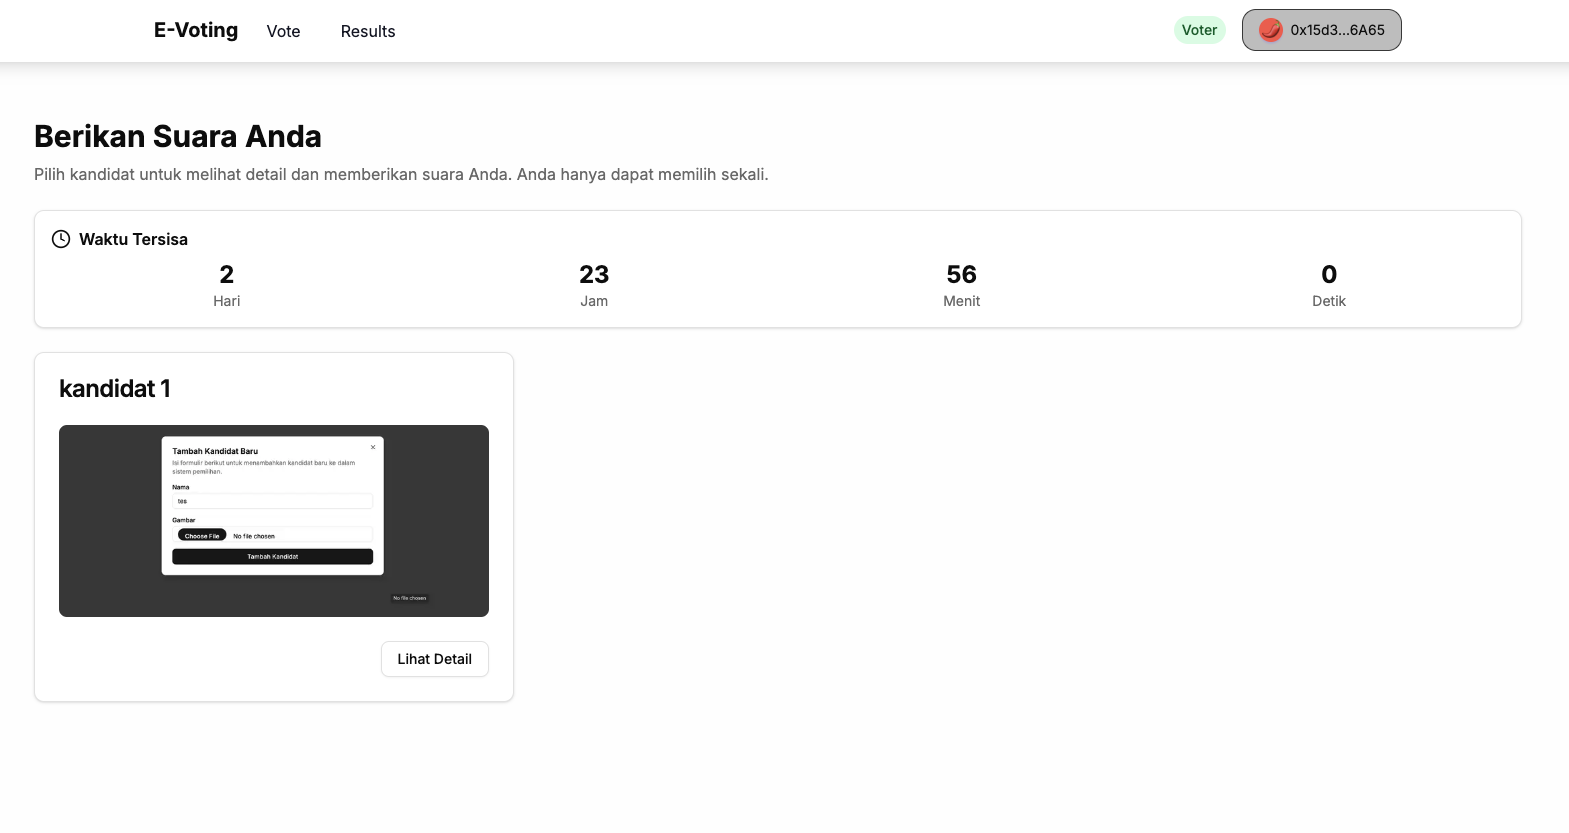 E-Voting
Vote
Results
Voter
0x15d3...6A65
Berikan Suara Anda
Pilih kandidat untuk melihat detail dan memberikan suara Anda. Anda hanya dapat memilih sekali.
Waktu Tersisa
2
Hari
23
Jam
56
Menit
0
Detik
kandidat 1
Tambah Kandidat Baru
Isi formulir berikut untuk menambahkan kandidat baru ke dalam
sistem pemilihan.
Nama
tes
Gambar
Choose File No file chosen
Tambah Kandidat
No file chosen
Lihat Detail